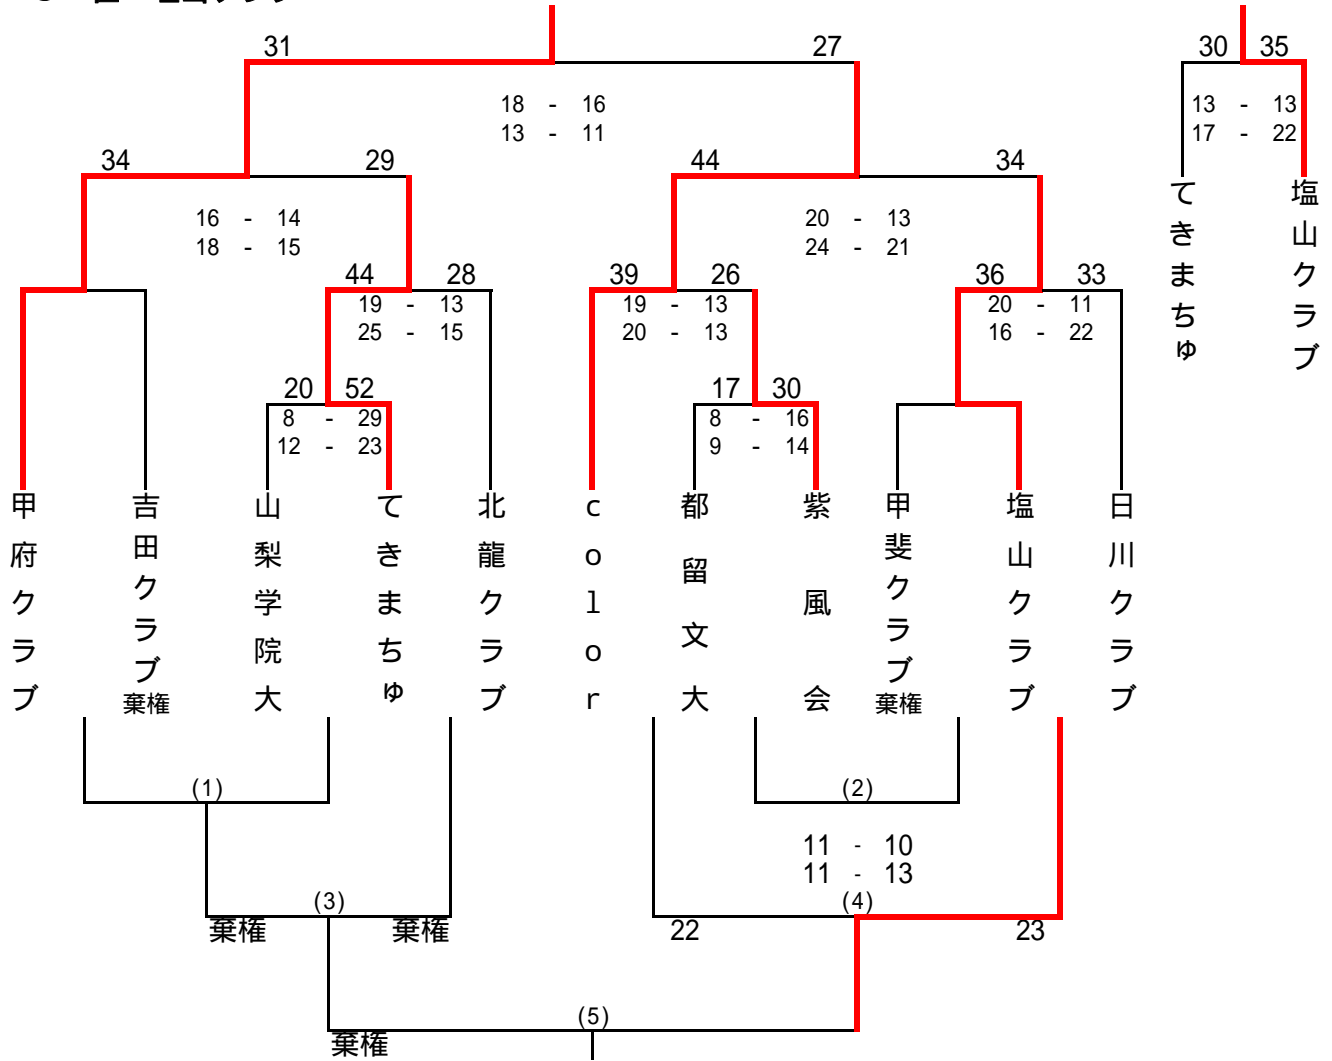 31 27
18 - 16
13 - 11
30 35
13 - 13
17 - 22
34 29
16 - 14
18 - 15
44 34
20 - 13
24 - 21
てきまちゅ
塩山クラブ
44 28
19 - 13
25 - 15
39 26
19 - 13
20 - 13
36 33
20 - 11
16 - 22
20 52
8 - 29
12 - 23
17 30
8 - 16
9 - 14
甲府クラブ
吉田クラブ
棄権
山梨学院大
てきまちゅ
北龍クラブ
color
都留文大
紫風会
甲斐クラブ
棄権
塩山クラブ
日川クラブ
(1)
(2)
11 - 10
11 - 13
(3)
(4)
棄権 棄権
22 23
(5)
棄権